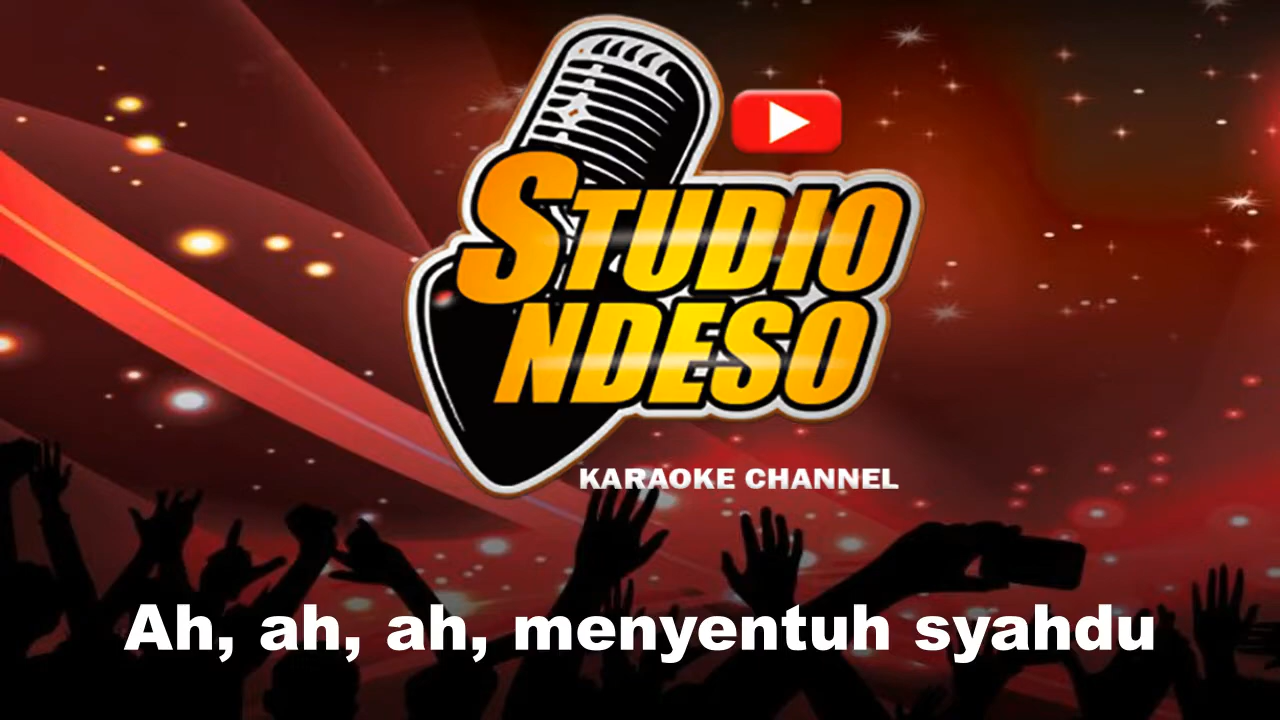 STUDIO
NDESO
KARAOKE CHANNEL
Ah, ah, ah, menyentuh syahdu